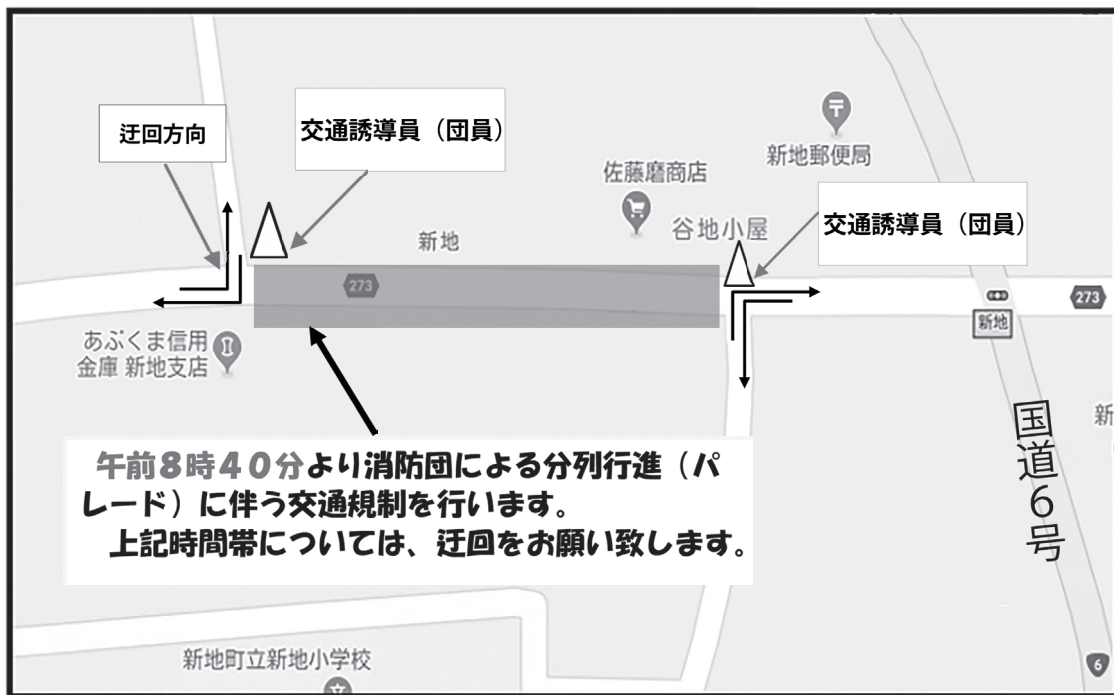 迂回方向
交通誘導員（団員）
新地郵便局
佐藤磨商店
谷地小屋
交通誘導員（団員）
新地
273
273
新地
あぶくま信用
金庫 新地支店
新
国道6号
午前8時40分より消防団による分列行進（パ
レード）に伴う交通規制を行います。
上記時間帯については、迂回をお願い致します。
新地町立新地小学校
6